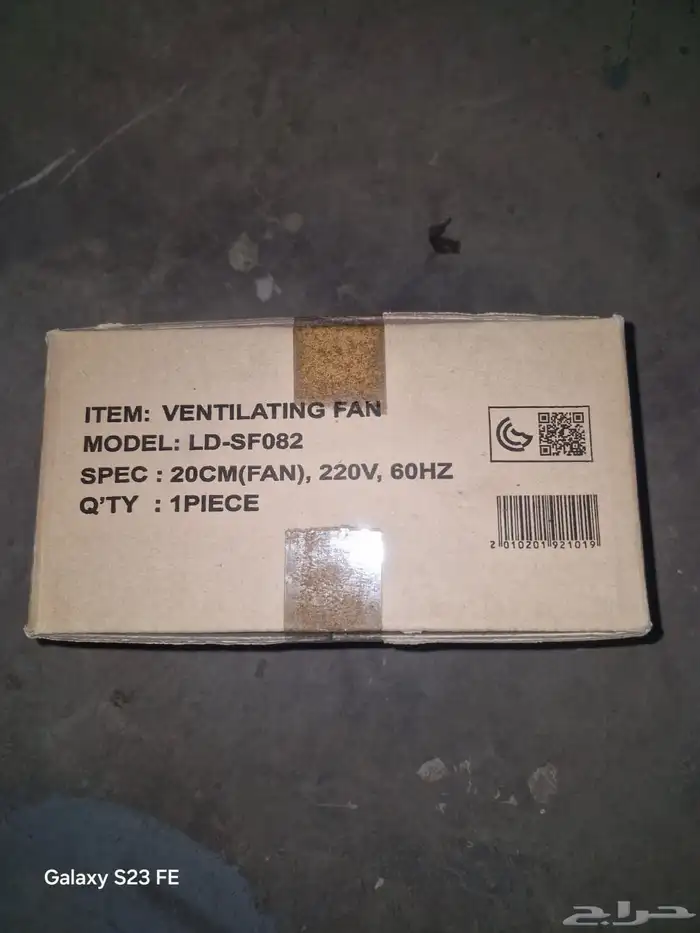 ITEM: VENTILATING FAN
MODEL: LD-SF082
SPEC : 20CM(FAN), 220V, 60HZ
Q'TY : 1PIECE
2 010201 921019
Galaxy S23 FE
حراج